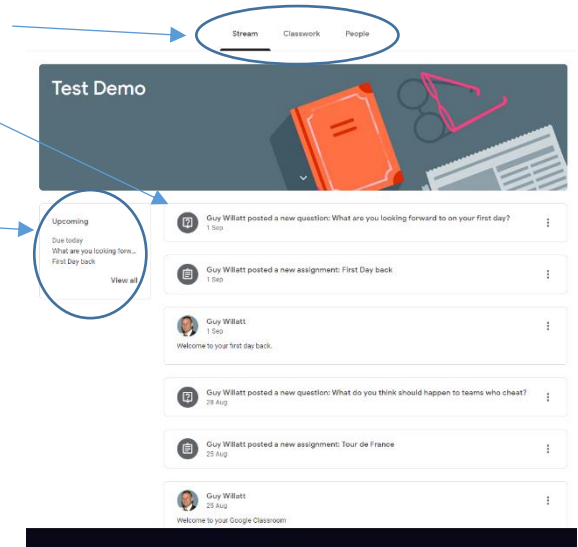 Stream Classwork People
Test Demo
Upcoming
Due today
What are you looking forw...
First Day back
View all
Guy Willatt posted a new question: What are you looking forward to on your first day?
1 Sep
Guy Willatt posted a new assignment: First Day back
1 Sep
Guy Willatt
1 Sep
Welcome to your first day back.
Guy Willatt posted a new question: What do you think should happen to teams who cheat?
28 Aug
Guy Willatt posted a new assignment: Tour de France
25 Aug
Guy Willatt
25 Aug
Welcome to your Google Classroom